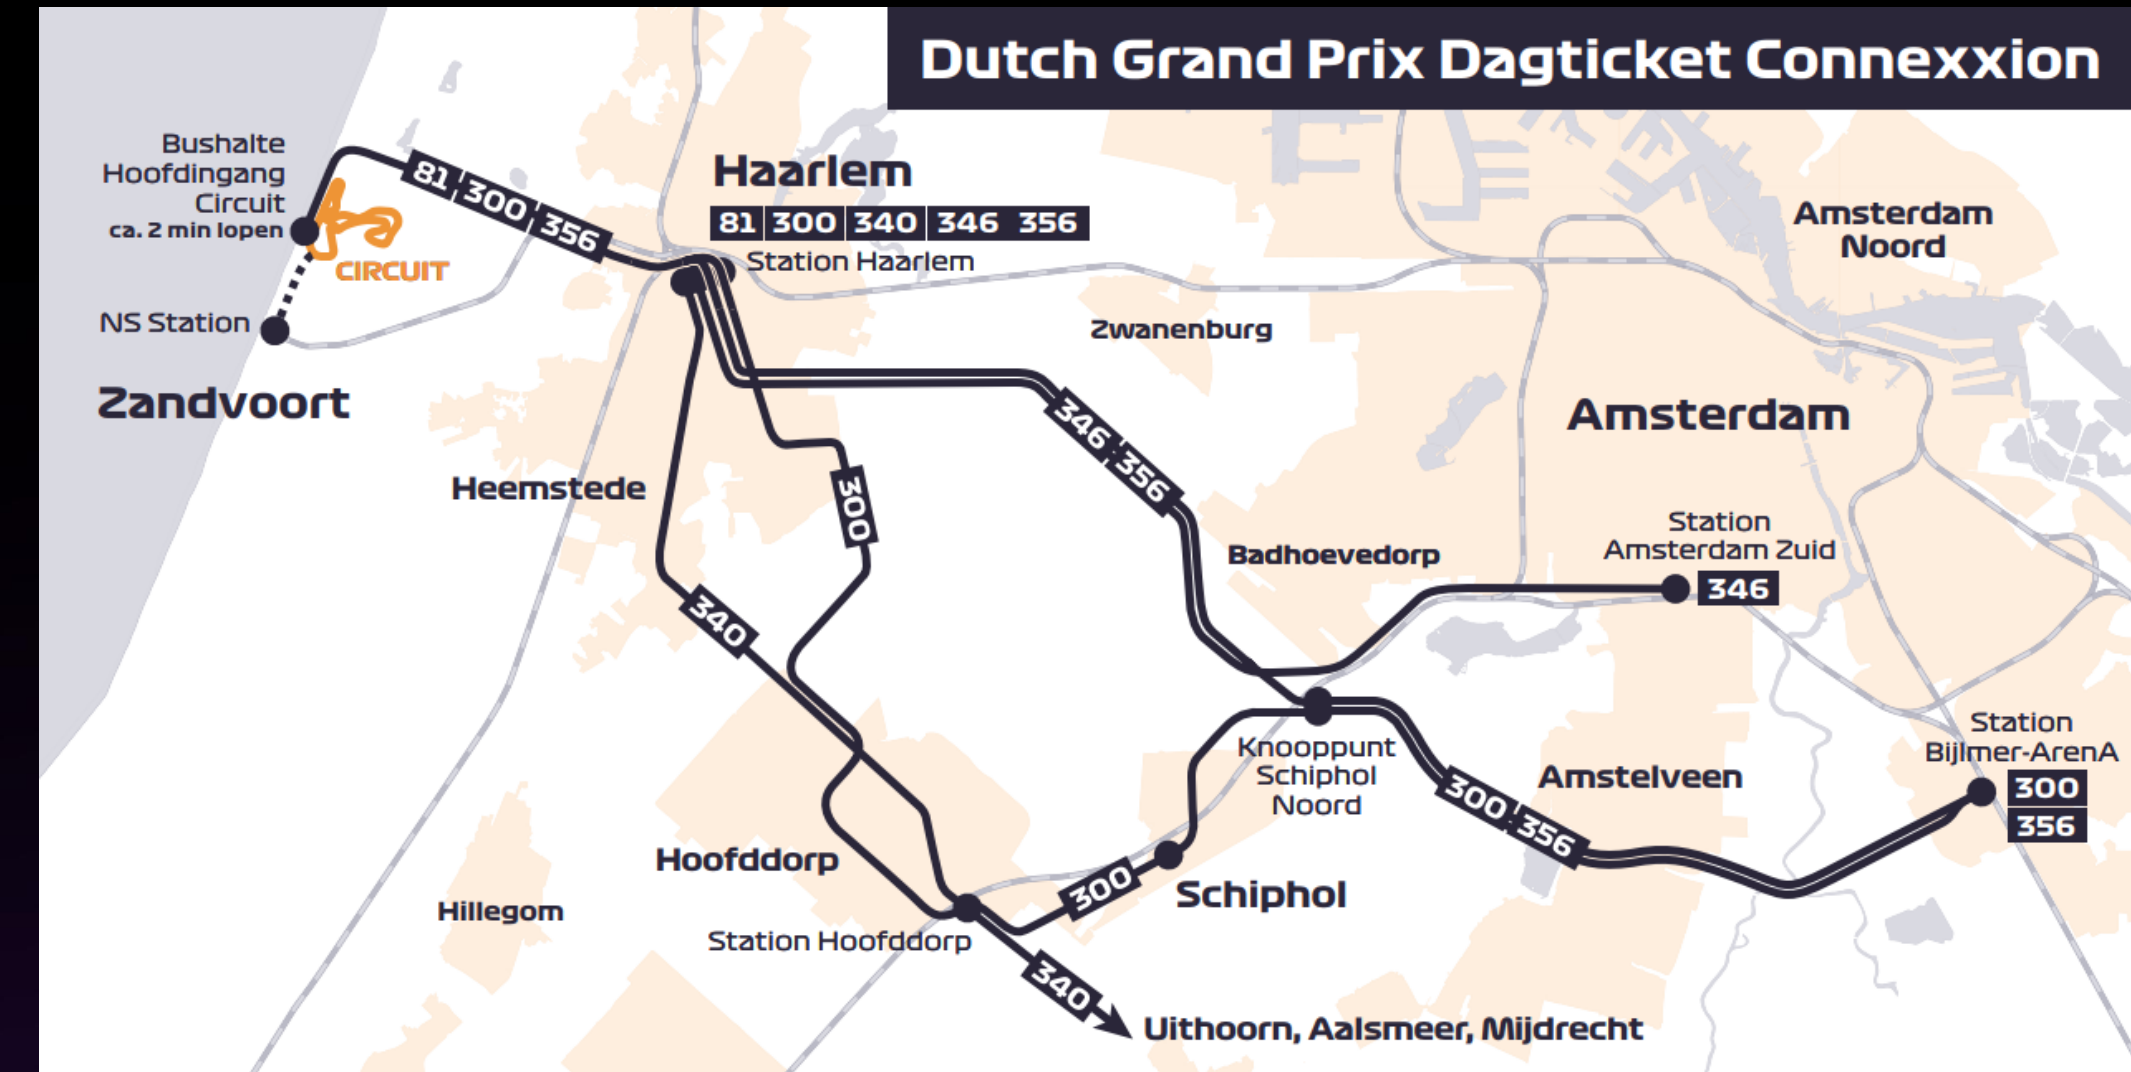 Dutch Grand Prix Dagticket Connexxion
Bushalte
Hoofdingang
Circuit
ca. 2 min lopen
CIRCUIT
NS Station
Zandvoort
81 300 356
Haarlem
81 300 340 346 356
Station Haarlem
Zwanenburg
Amsterdam
Noord
Amsterdam
Heemstede
346 356
300
340
Badhoevedorp
Station
Amsterdam Zuid
346
Knooppunt
Schiphol
Noord
Amstelveen
300 356
Station
Bijlmer-ArenA
300
356
Hoofddorp
Hillegom
Station Hoofddorp
300
Schiphol
340
Uithoorn, Aalsmeer, Mijdrecht